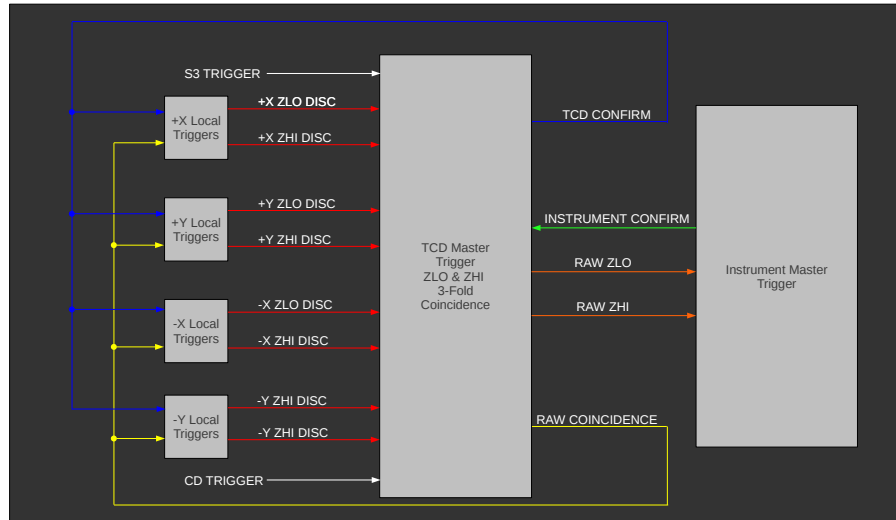 S3 TRIGGER
+X ZLO DISC
+X Local
Triggers
+X ZHI DISC
TCD CONFIRM
+Y ZLO DISC
+Y Local
Triggers
+Y ZHI DISC
INSTRUMENT CONFIRM
TCD Master
Trigger
ZLO & ZHI
3-Fold
Coincidence
RAW ZLO
Instrument Master
Trigger
RAW ZHI
-X ZLO DISC
-X Local
Triggers
-X ZHI DISC
-Y ZHI DISC
-Y Local
Triggers
-Y ZHI DISC
RAW COINCIDENCE
CD TRIGGER